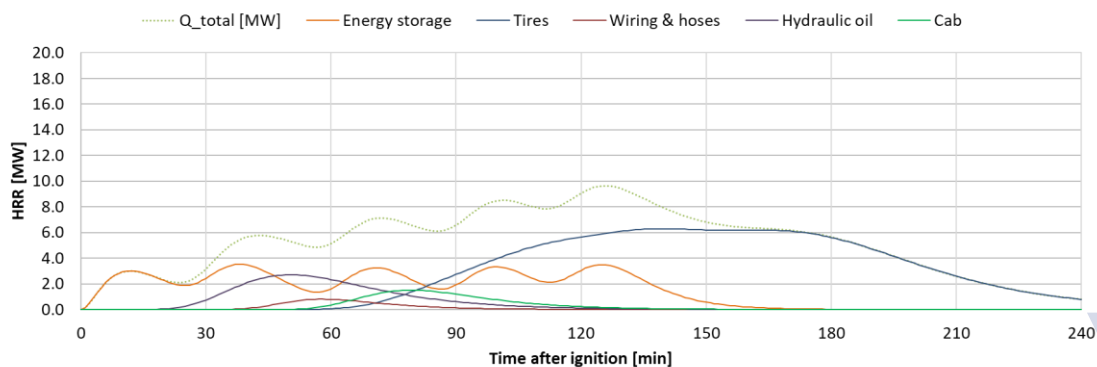 Q_total [MW] Energy storage Tires Wiring & hoses Hydraulic oil Cab
20.0
18.0
16.0
14.0
12.0
10.0
8.0
6.0
4.0
2.0
0.0
HRR [MW]
0 30 60 90 120 150 180 210 240
Time after ignition [min]